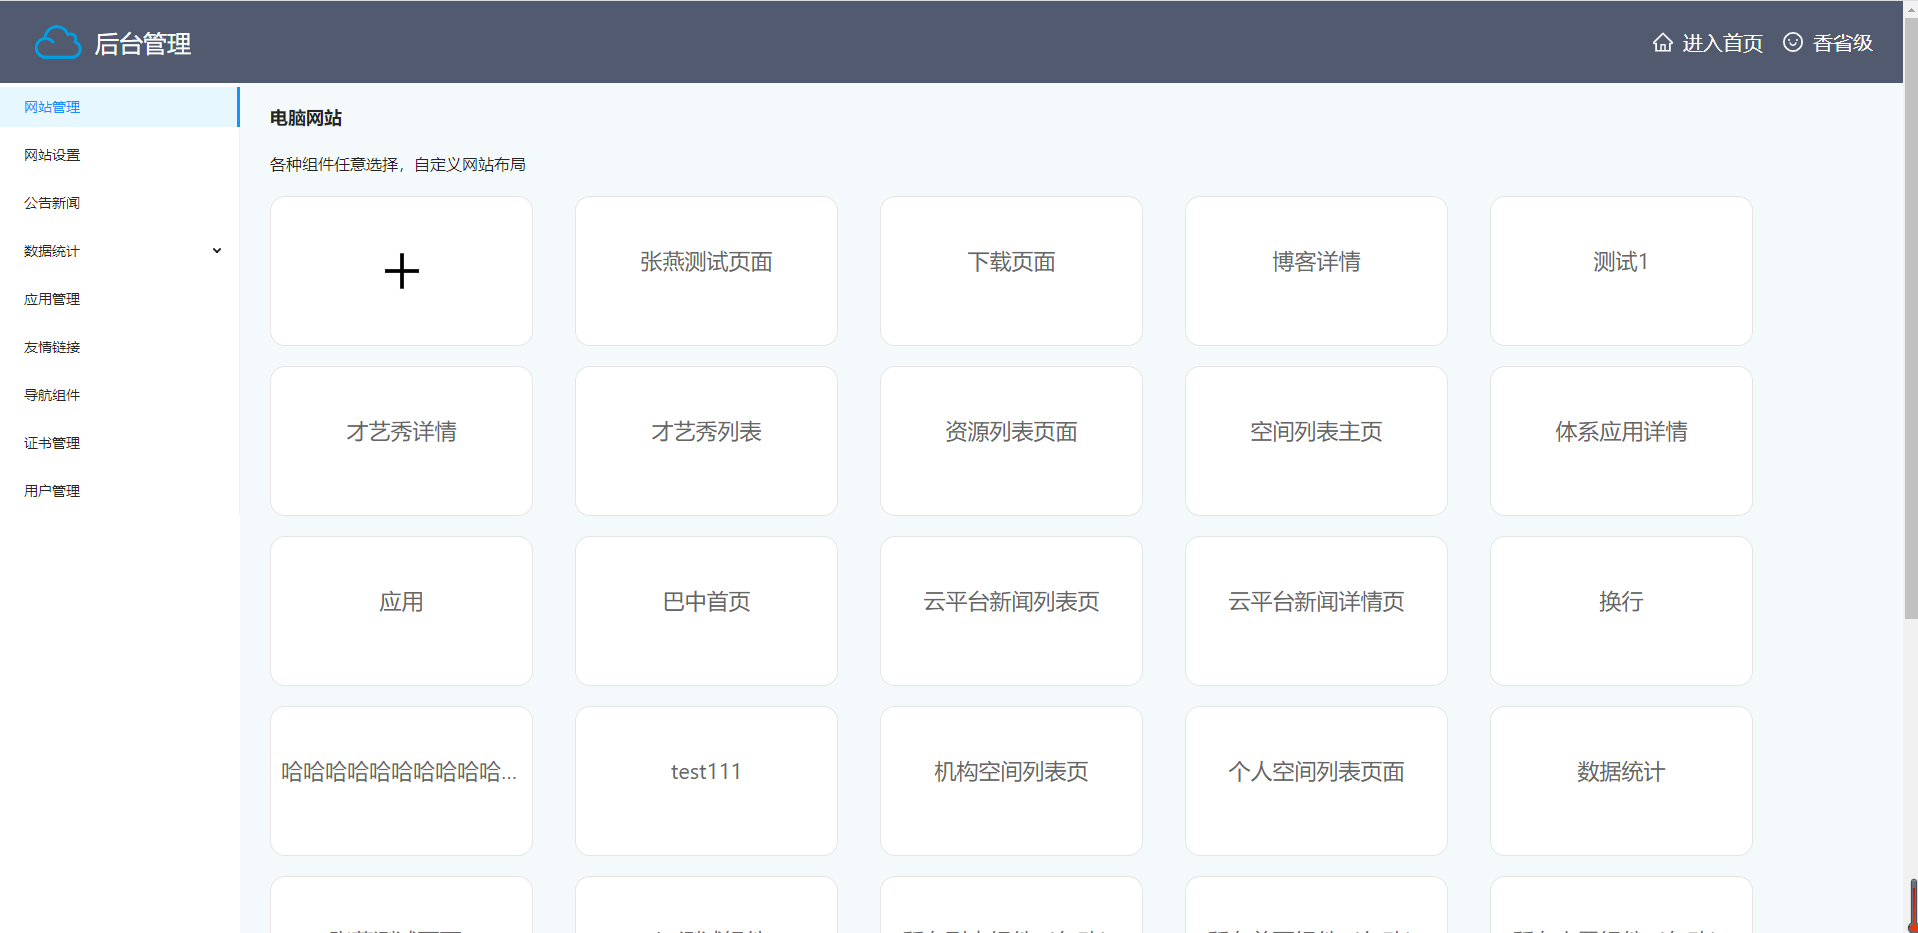 后台管理
进入首页
香省级
网站管理
网站设置
公告新闻
数据统计
应用管理
友情链接
导航组件
证书管理
用户管理
电脑网站
各种组件任意选择，自定义网站布局
张燕测试页面
下载页面
博客详情
测试1
才艺秀详情
才艺秀列表
资源列表页面
空间列表主页
体系应用详情
应用
巴中首页
云平台新闻列表页
云平台新闻详情页
换行
哈哈哈哈哈哈哈哈哈哈...
test111
机构空间列表页
个人空间列表页面
数据统计